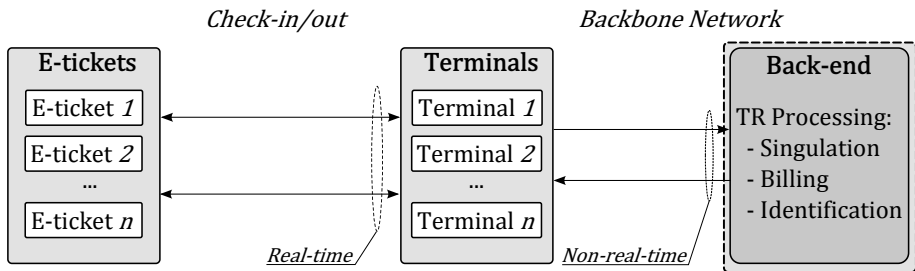 Check-in/out
Backbone Network
E-tickets
E-ticket 1
E-ticket 2
...
E-ticket n
Real-time
Terminals
Terminal 1
Terminal 2
...
Terminal n
Non-real-time
Back-end
TR Processing:
- Singulation
- Billing
- Identification